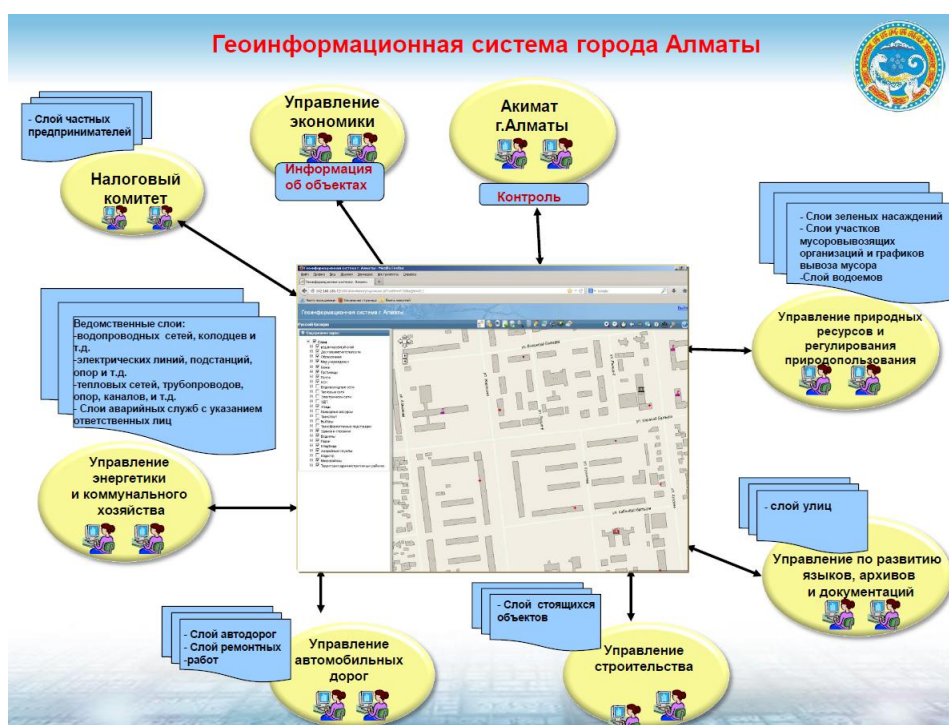 Геоинформационная система города Алматы
- Слой частных
предпринимателей
Налоговый
комитет
Управление
экономики
Информация
об объектах
Акимат
г.Алматы
Контроль
- Слои зеленых насаждений
- Слои участков
мусоровывозящих
организаций и графиков
вывоза мусора
-Слой водоемов
Управление природных
ресурсов и
регулирования
природопользования
Ведомственные слои:
-водопроводных сетей, колодцев и
т.д.
-электрических линий, подстанций,
опор и т.д.
-тепловых сетей, трубопроводов,
опор, каналов, и т.д.
- Слои аварийных служб с указанием
ответственных лиц
Управление
энергетики
и коммунального
хозяйства
Геоинформационная система г. Алматы
- слой улиц
Управление по развитию
языков, архивов
и документаций
- Слой автодорог
- Слой ремонтных
-работ
Управление
автомобильных
дорог
- Слой стоящихся
объектов
Управление
строительства